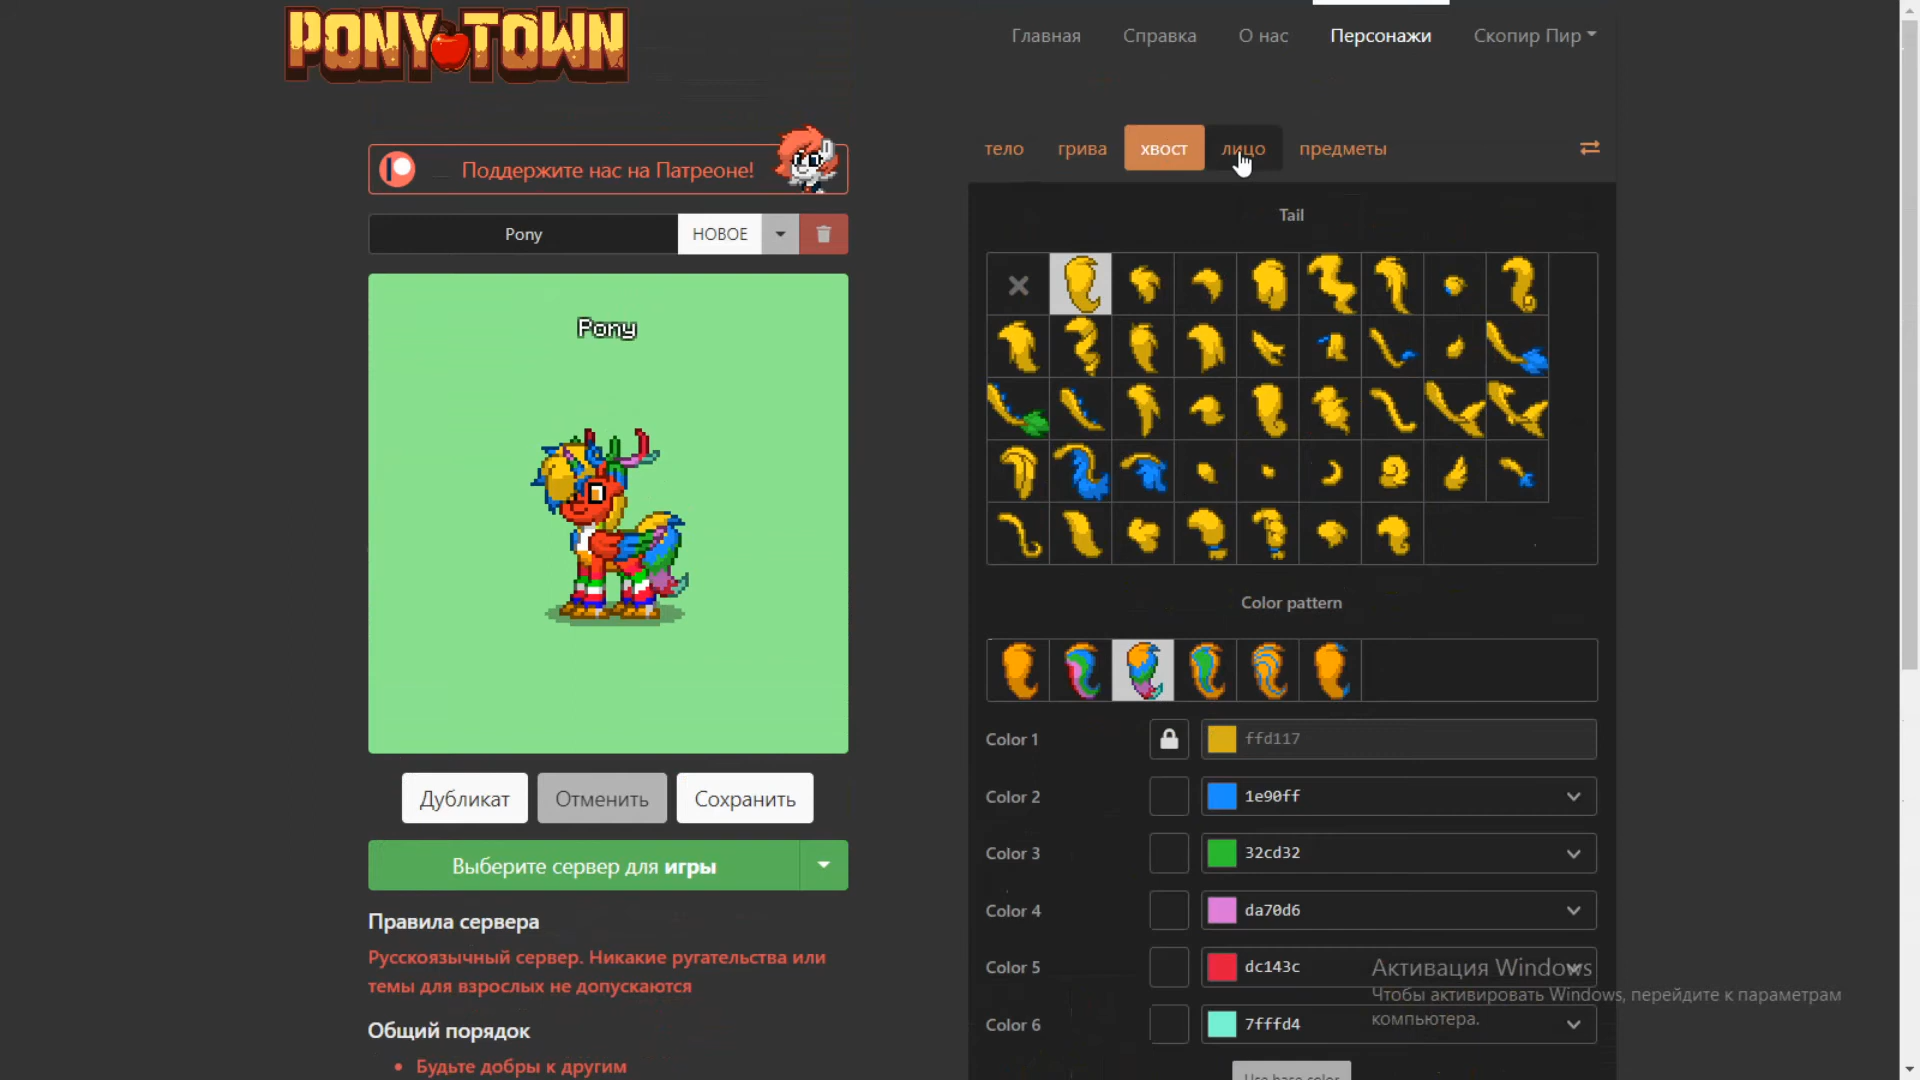 PONY TOWN
Главная
Справка
О нас
Персонажи
Скопир Пир
Поддержите нас на Патреоне!
Pony
НОВОЕ
Pony
Дубликат
Отменить
Сохранить
Выберите сервер для игры
Правила сервера
Русскоязычный сервер. Никакие ругательства или
темы для взрослых не допускаются
Общий порядок
• Будьте добры к другим
тело
грива
хвост
лицо
предметы
Tail
Color pattern
Color 1
ffd117
Color 2
1e90ff
Color 3
32cd32
Color 4
da70d6
Color 5
dc143c
Color 6
7fffd4
Use base color
Активация Windows
Чтобы активировать Windows, перейдите к параметрам
компьютера.